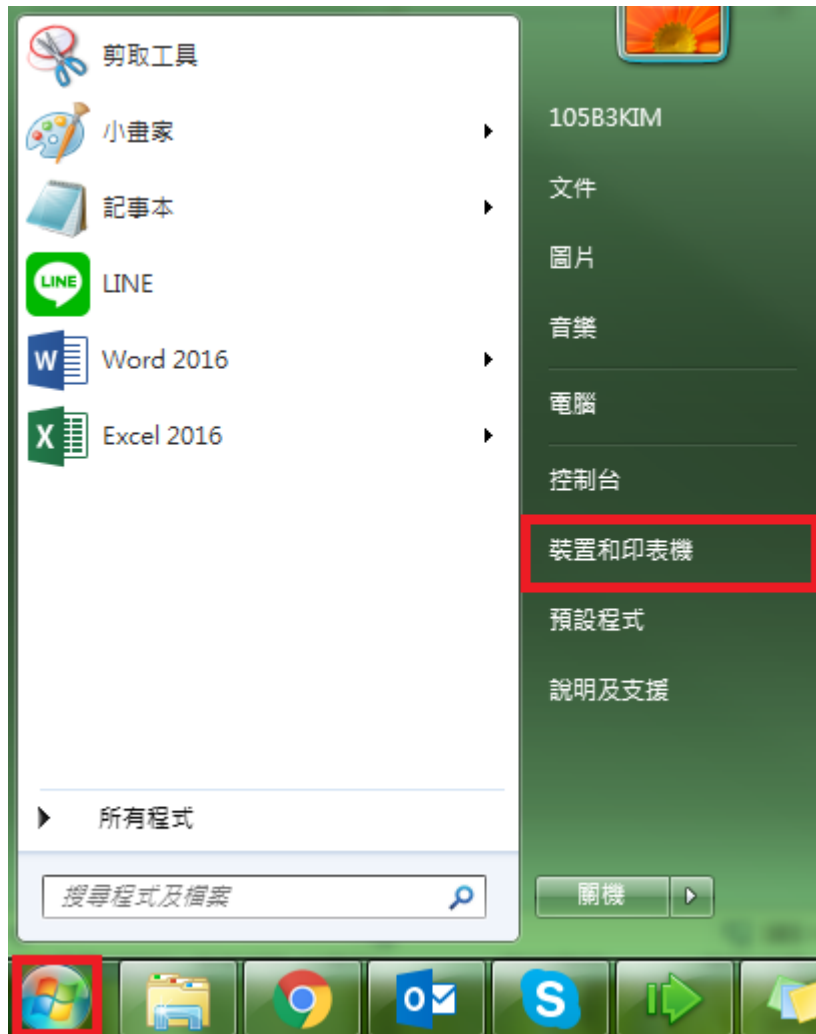 剪取工具
小畫家
記事本
LINE
LINE
W Word 2016
X Excel 2016
所有程式
搜尋程式及檔案
105B3KIM
文件
圖片
音樂
電腦
控制台
裝置和印表機
預設程式
說明及支援
關機
O
S